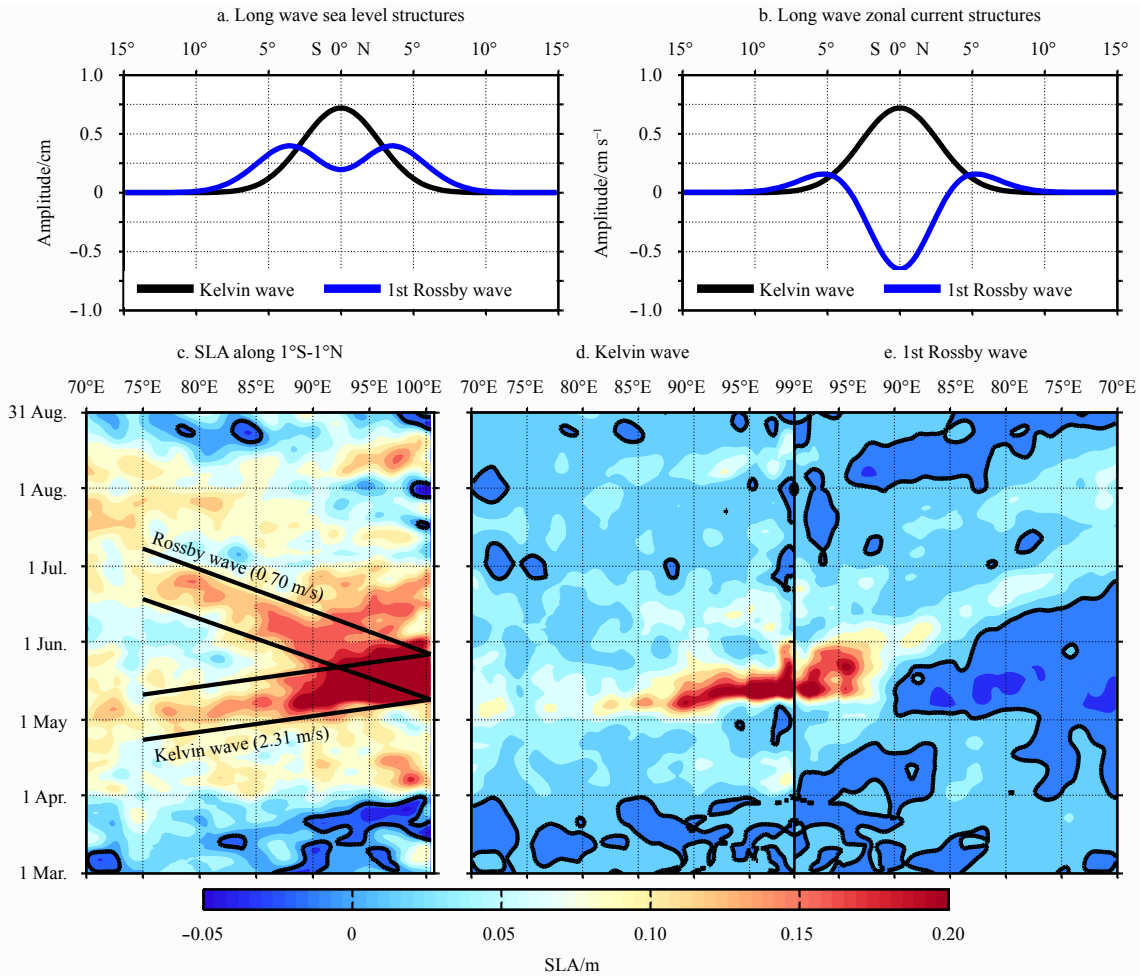 a. Long wave sea level structures
15° 10° 5° S 0° N 5° 10° 15°
1.0
0.5
0
−0.5
−1.0
Amplitude/cm
Kelvin wave 1st Rossby wave
b. Long wave zonal current structures
15° 10° 5° S 0° N 5° 10° 15°
1.0
0.5
0
−0.5
−1.0
Amplitude/cm s⁻¹
Kelvin wave 1st Rossby wave
c. SLA along 1°S-1°N
70°E 75°E 80°E 85°E 90°E 95°E 100°E
31 Aug.
1 Aug.
1 Jul.
1 Jun.
1 May
1 Apr.
1 Mar.
Rossby wave (0.70 m/s)
Kelvin wave (2.31 m/s)
d. Kelvin wave e. 1st Rossby wave
70°E 75°E 80°E 85°E 90°E 95°E 99°E 95°E 90°E 85°E 80°E 75°E 70°E
−0.05 0 0.05 0.10 0.15 0.20
SLA/m